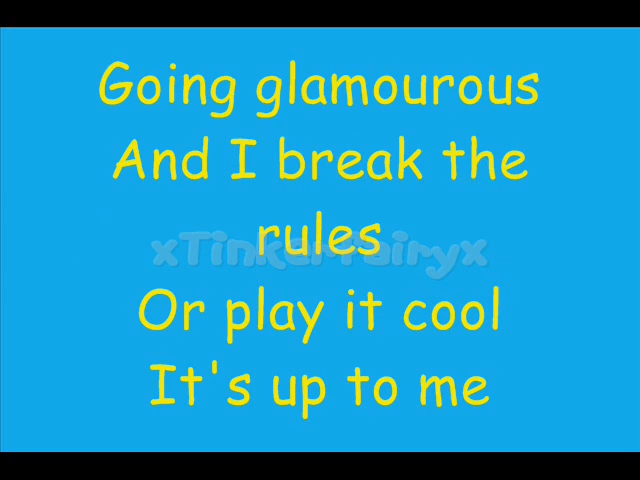 Going glamourous
And I break the
rules
xTinkerfairyx
Or play it cool
It's up to me